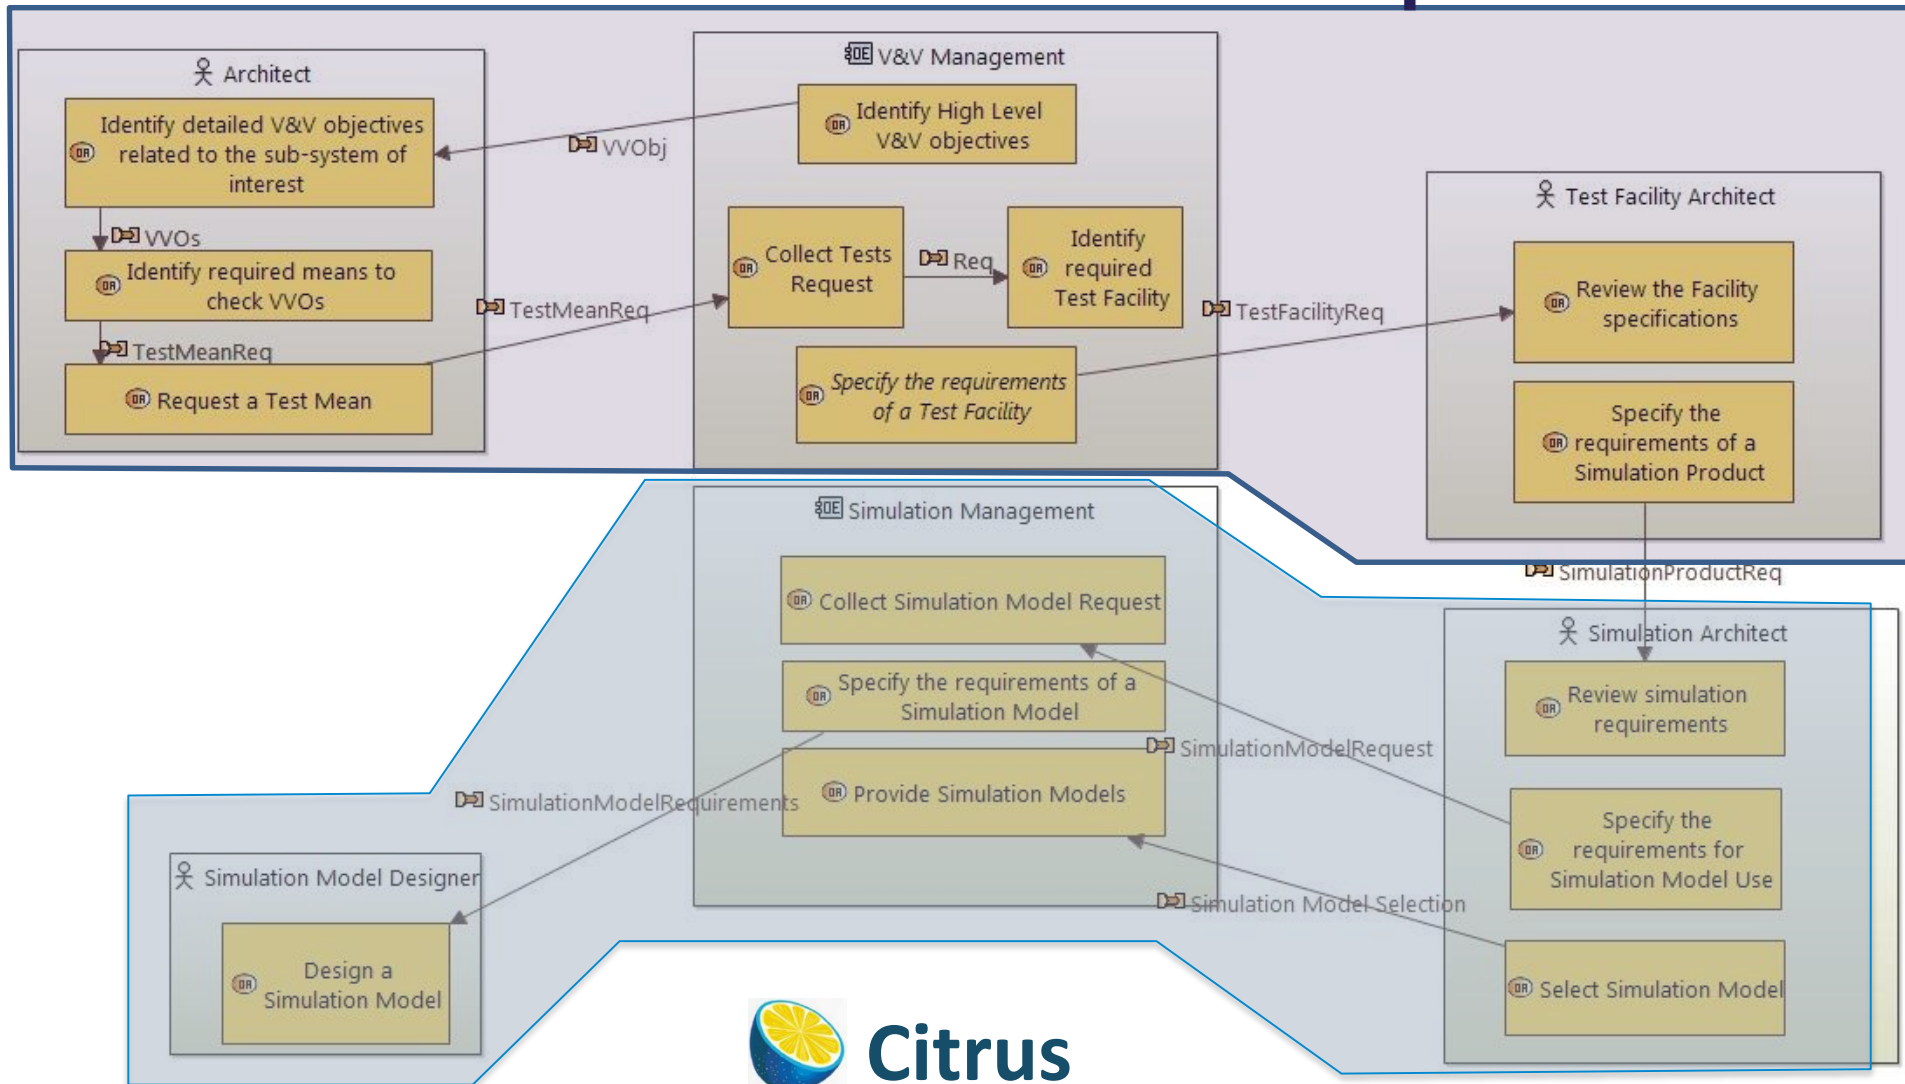 Architect
Identify detailed V&V objectives
related to the sub-system of
interest
VVOs
Identify required means to
check VVOs
TestMeanReq
Request a Test Mean
VVObj
TestMeanReq
V&V Management
Identify High Level
V&V objectives
Collect Tests
Request
Req
Identify
required
Test Facility
Specify the requirements
of a Test Facility
TestFacilityReq
Test Facility Architect
Review the Facility
specifications
Specify the
requirements of a
Simulation Product
SimulationProductReq
Simulation Management
Collect Simulation Model Request
Specify the requirements of a
Simulation Model
Provide Simulation Models
SimulationModelRequest
SimulationModelRequirements
Simulation Model Selection
Simulation Architect
Review simulation
requirements
Specify the
requirements for
Simulation Model Use
Select Simulation Model
Simulation Model Designer
Design a
Simulation Model
Citrus